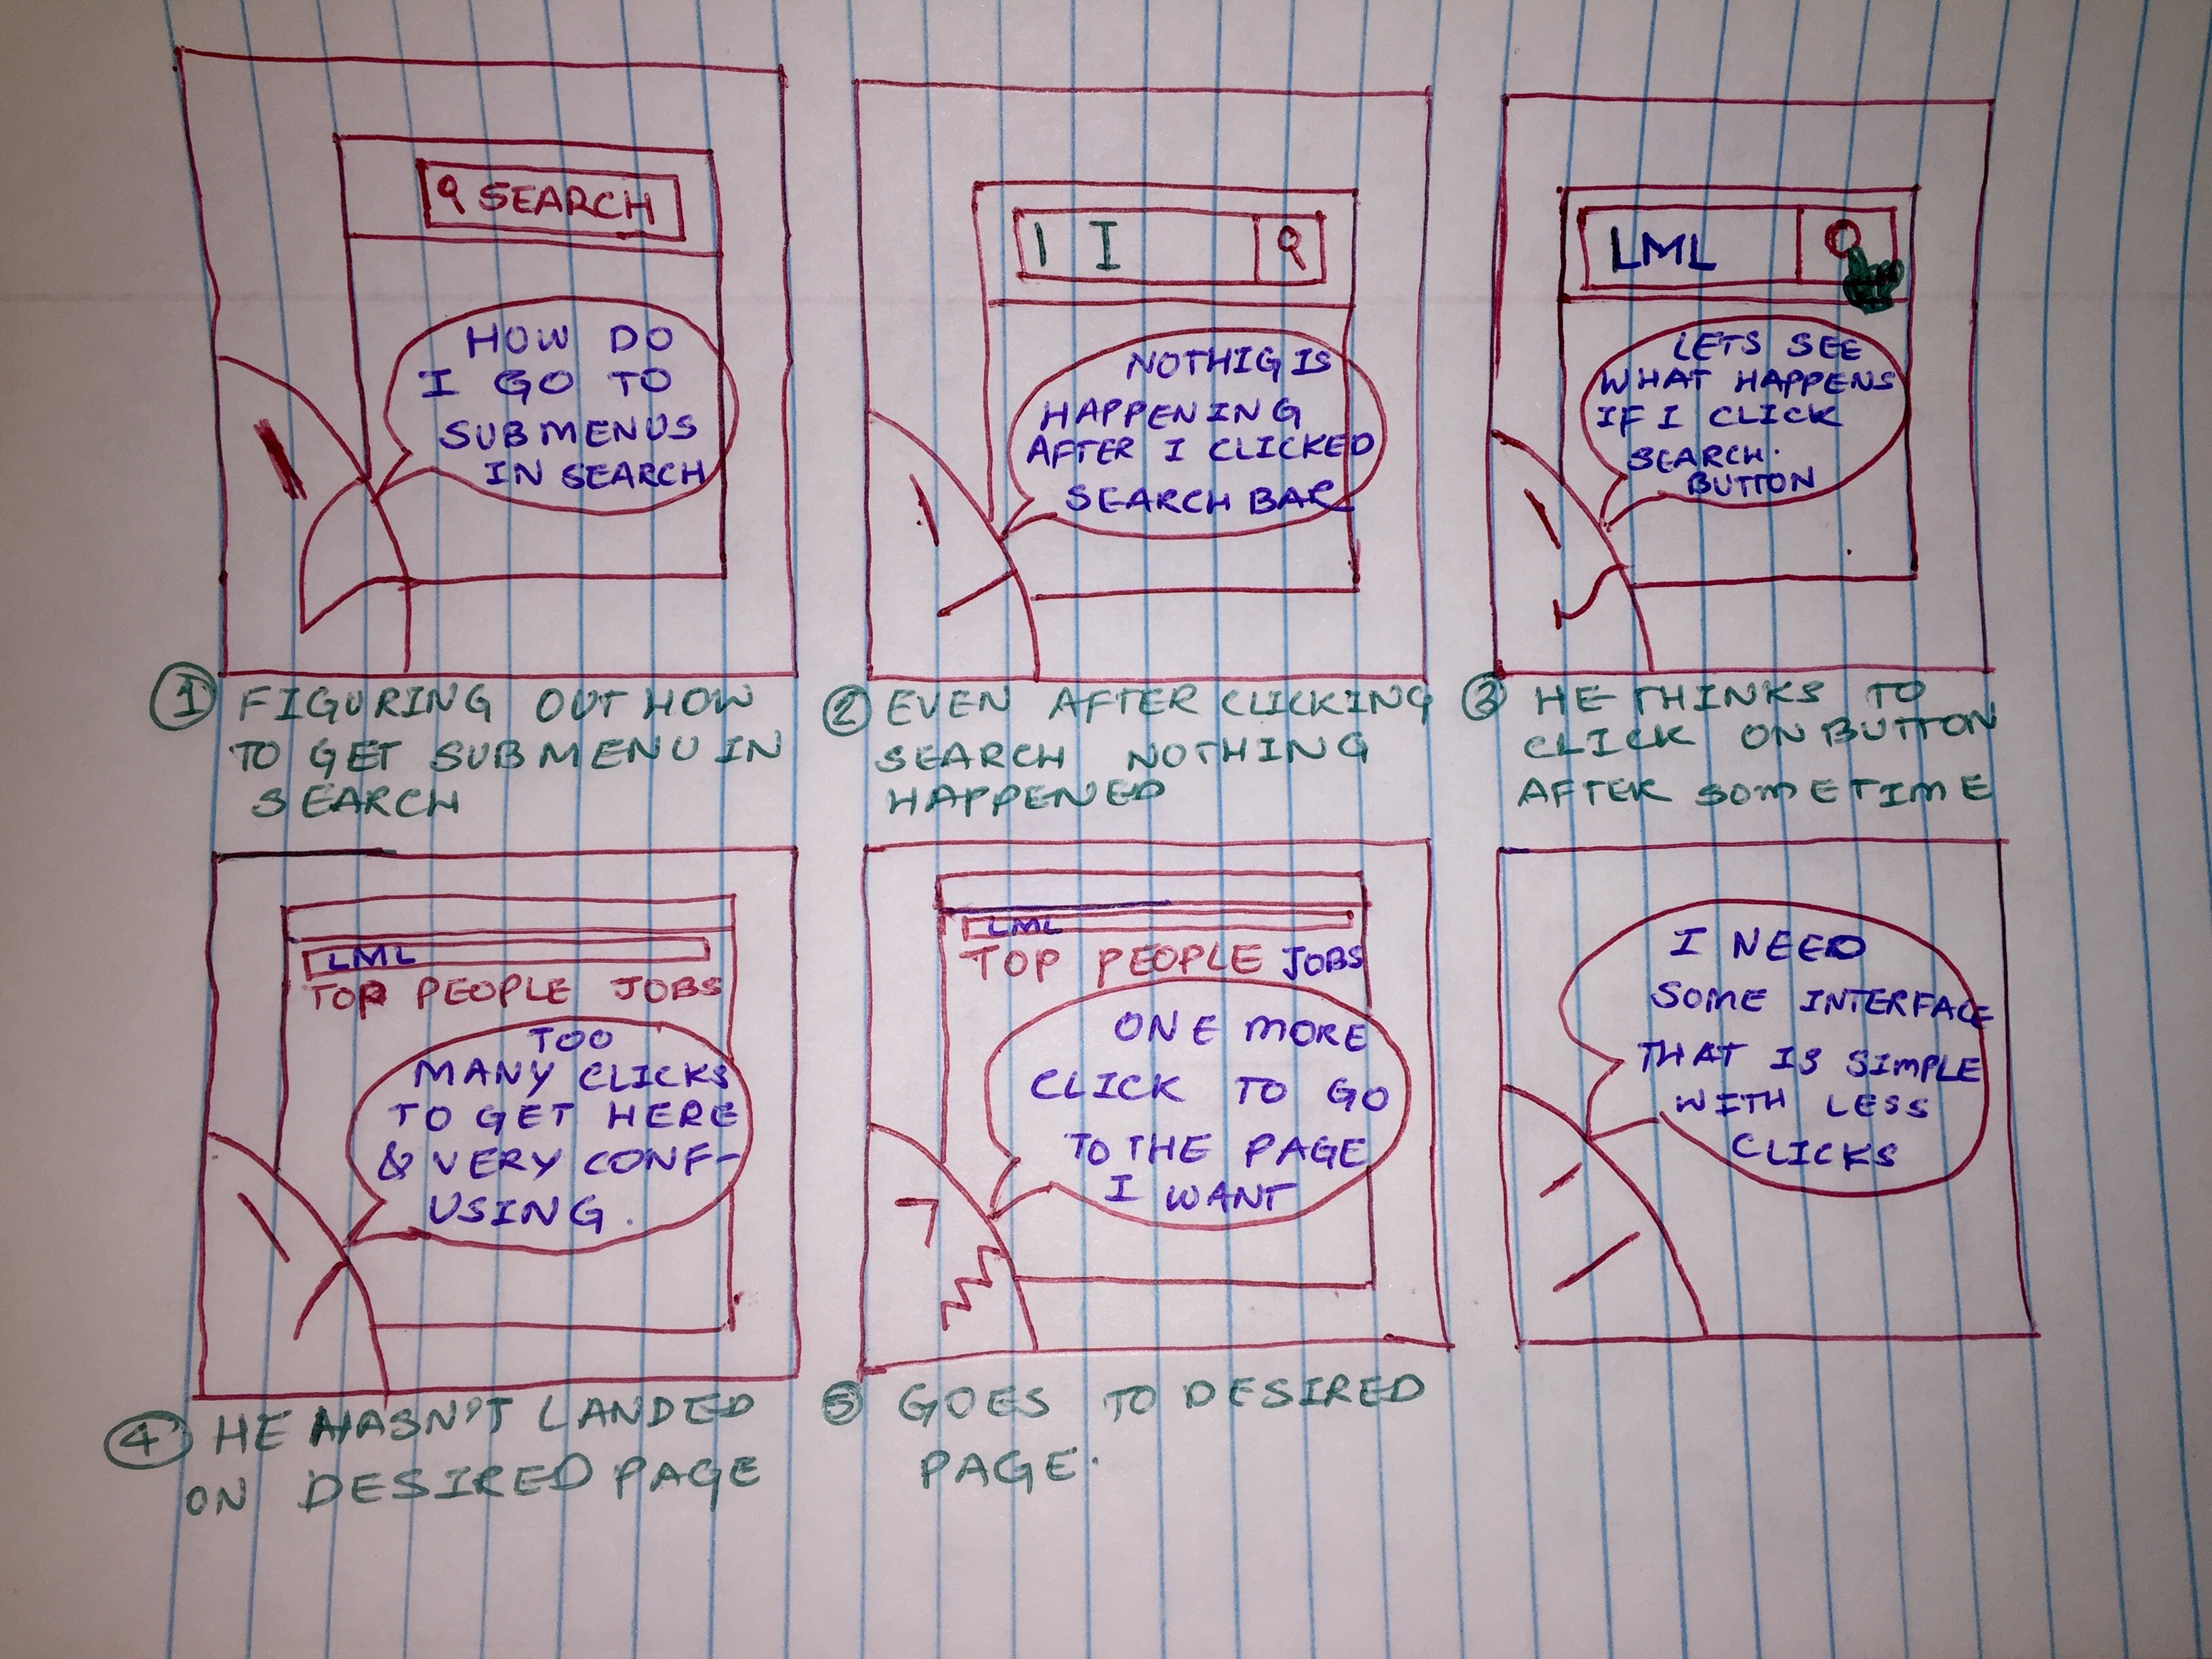 SEARCH
HOW DO
I GO TO
SUBMENUS
IN SEARCH
① FIGURING OUT HOW
TO GET SUBMENU IN
SEARCH
I
NOTHIG IS
HAPPENING
AFTER I CLICKED
SEARCH BAR
② EVEN AFTER CLICKING
SEARCH NOTHING
HAPPENED
LML
LETS SEE
WHAT HAPPENS
IF I CLICK
SEARCH.
BUTTON
③ HE THINKS TO
CLICK ON BUTTON
AFTER SOMETIME
LML
TOP PEOPLE JOBS
TOO
MANY CLICKS
TO GET HERE
& VERY CONF-
USING.
④ HE HASN'T LANDED
ON DESIRED PAGE
LML
TOP PEOPLE JOBS
ONE MORE
CLICK TO GO
TO THE PAGE
I WANT
⑤ GOES TO DESIRED
PAGE.
I NEED
SOME INTERFACE
THAT IS SIMPLE
WITH LESS
CLICKS